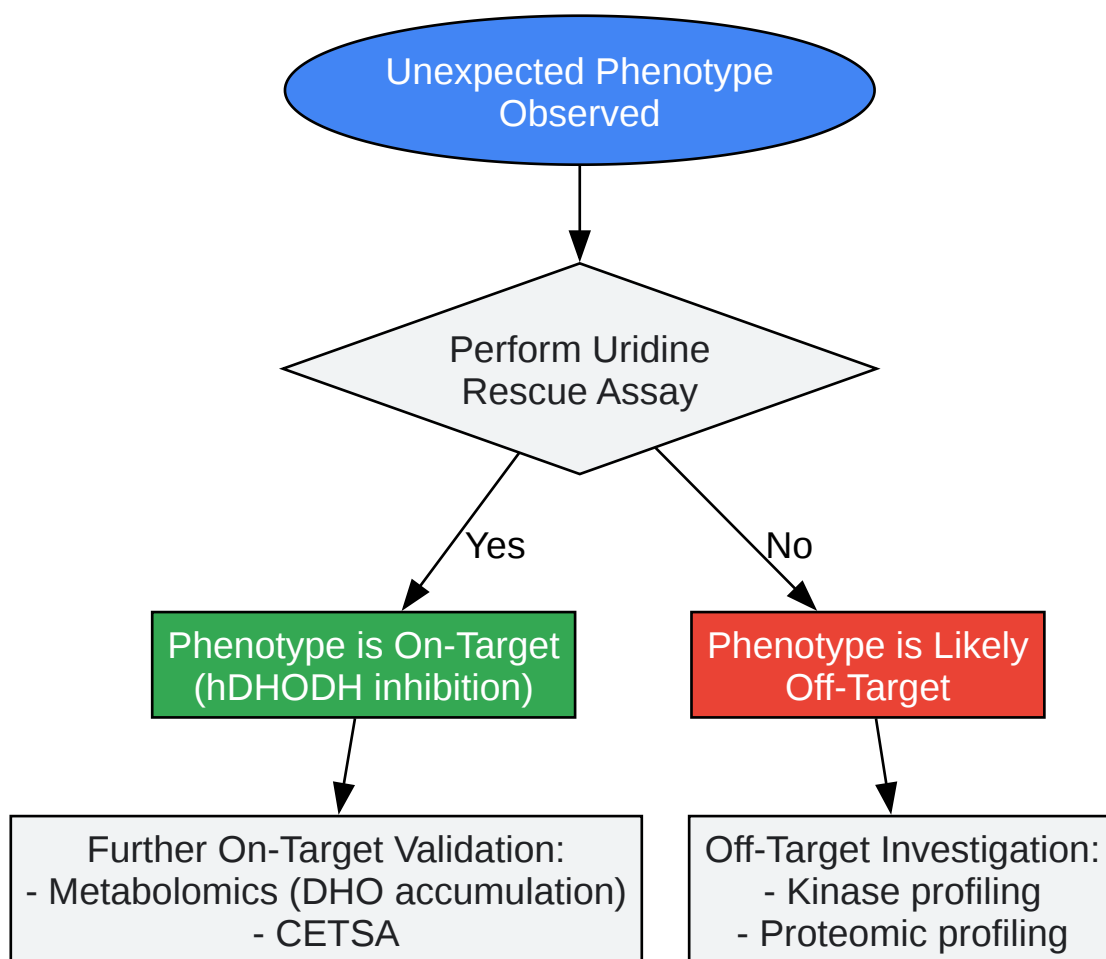 Unexpected Phenotype
Observed
Perform Uridine
Rescue Assay
Yes
No
Phenotype is On-Target
(hDHODH inhibition)
Phenotype is Likely
Off-Target
Further On-Target Validation:
- Metabolomics (DHO accumulation)
- CETSA
Off-Target Investigation:
- Kinase profiling
- Proteomic profiling